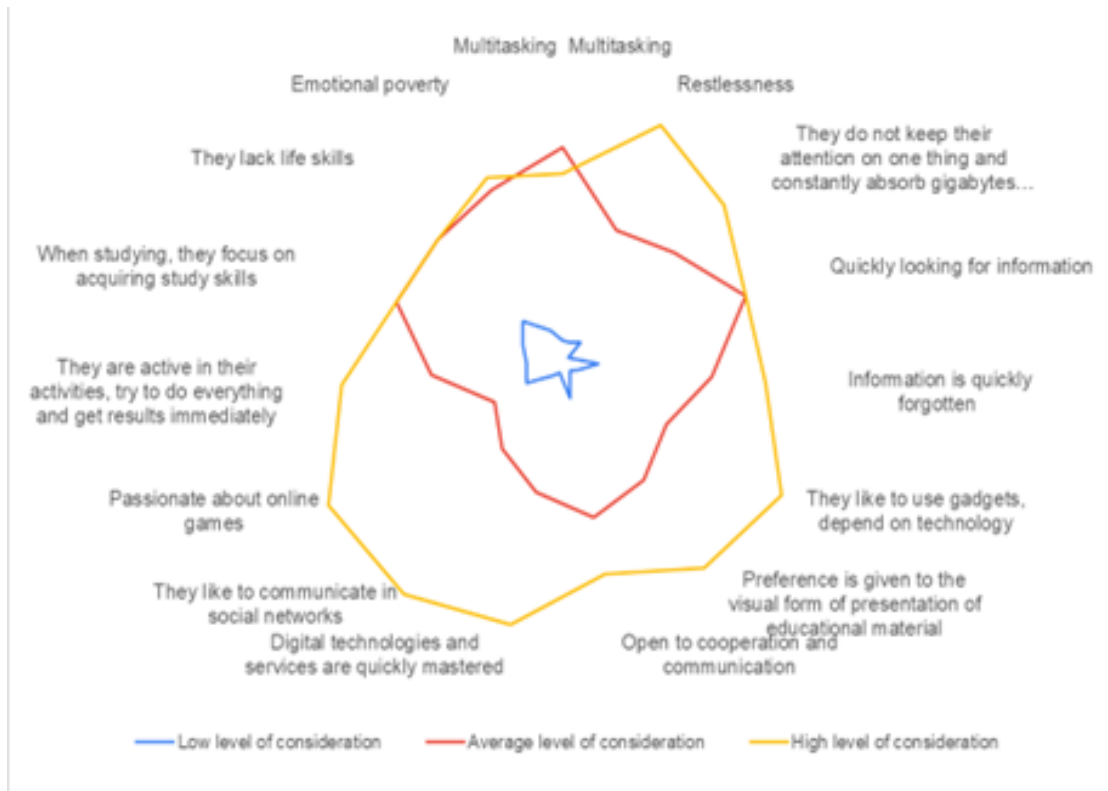 Multitasking Multitasking
Emotional poverty
Restlessness
They do not keep their
attention on one thing and
constantly absorb gigabytes…
They lack life skills
Quickly looking for information
When studying, they focus on
acquiring study skills
Information is quickly
forgotten
They are active in their
activities, try to do everything
and get results immediately
They like to use gadgets,
depend on technology
Passionate about online
games
Preference is given to the
visual form of presentation of
educational material
They like to communicate in
social networks
Open to cooperation and
communication
Digital technologies and
services are quickly mastered
Low level of consideration
Average level of consideration
High level of consideration